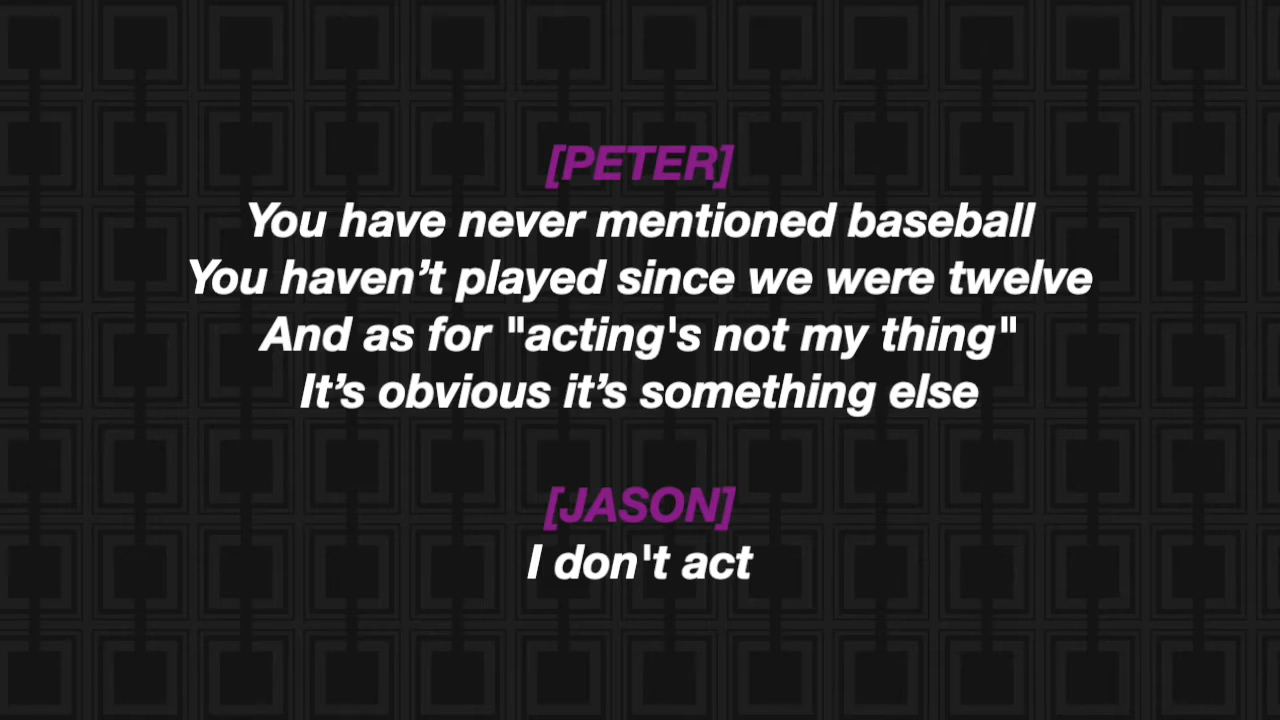 [PETER]
You have never mentioned baseball
You haven’t played since we were twelve
And as for "acting's not my thing"
It’s obvious it’s something else
[JASON]
I don't act